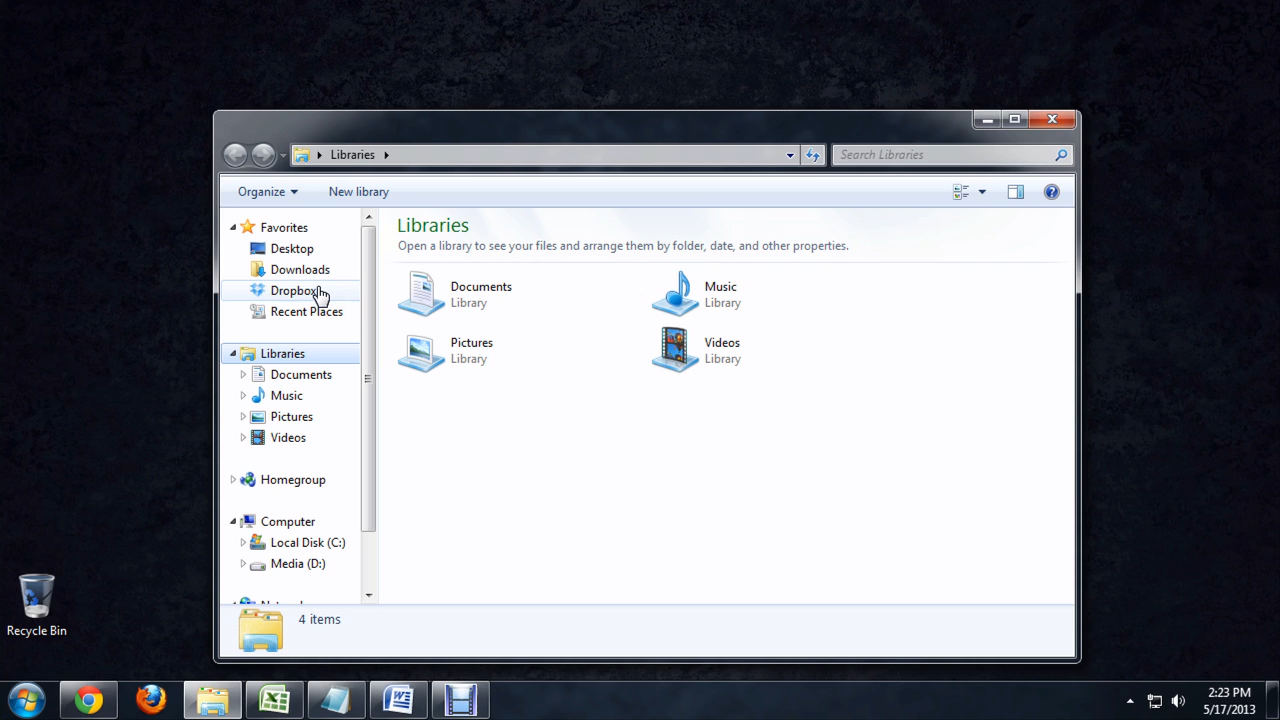 Libraries
Search Libraries
Organize
New library
Favorites
Desktop
Downloads
Dropbox
Recent Places
Libraries
Documents
Music
Pictures
Videos
Homegroup
Computer
Local Disk (C:)
Media (D:)
Libraries
Open a library to see your files and arrange them by folder, date, and other properties.
Documents
Library
Music
Library
Pictures
Library
Videos
Library
4 items
Recycle Bin
2:23 PM
5/17/2013